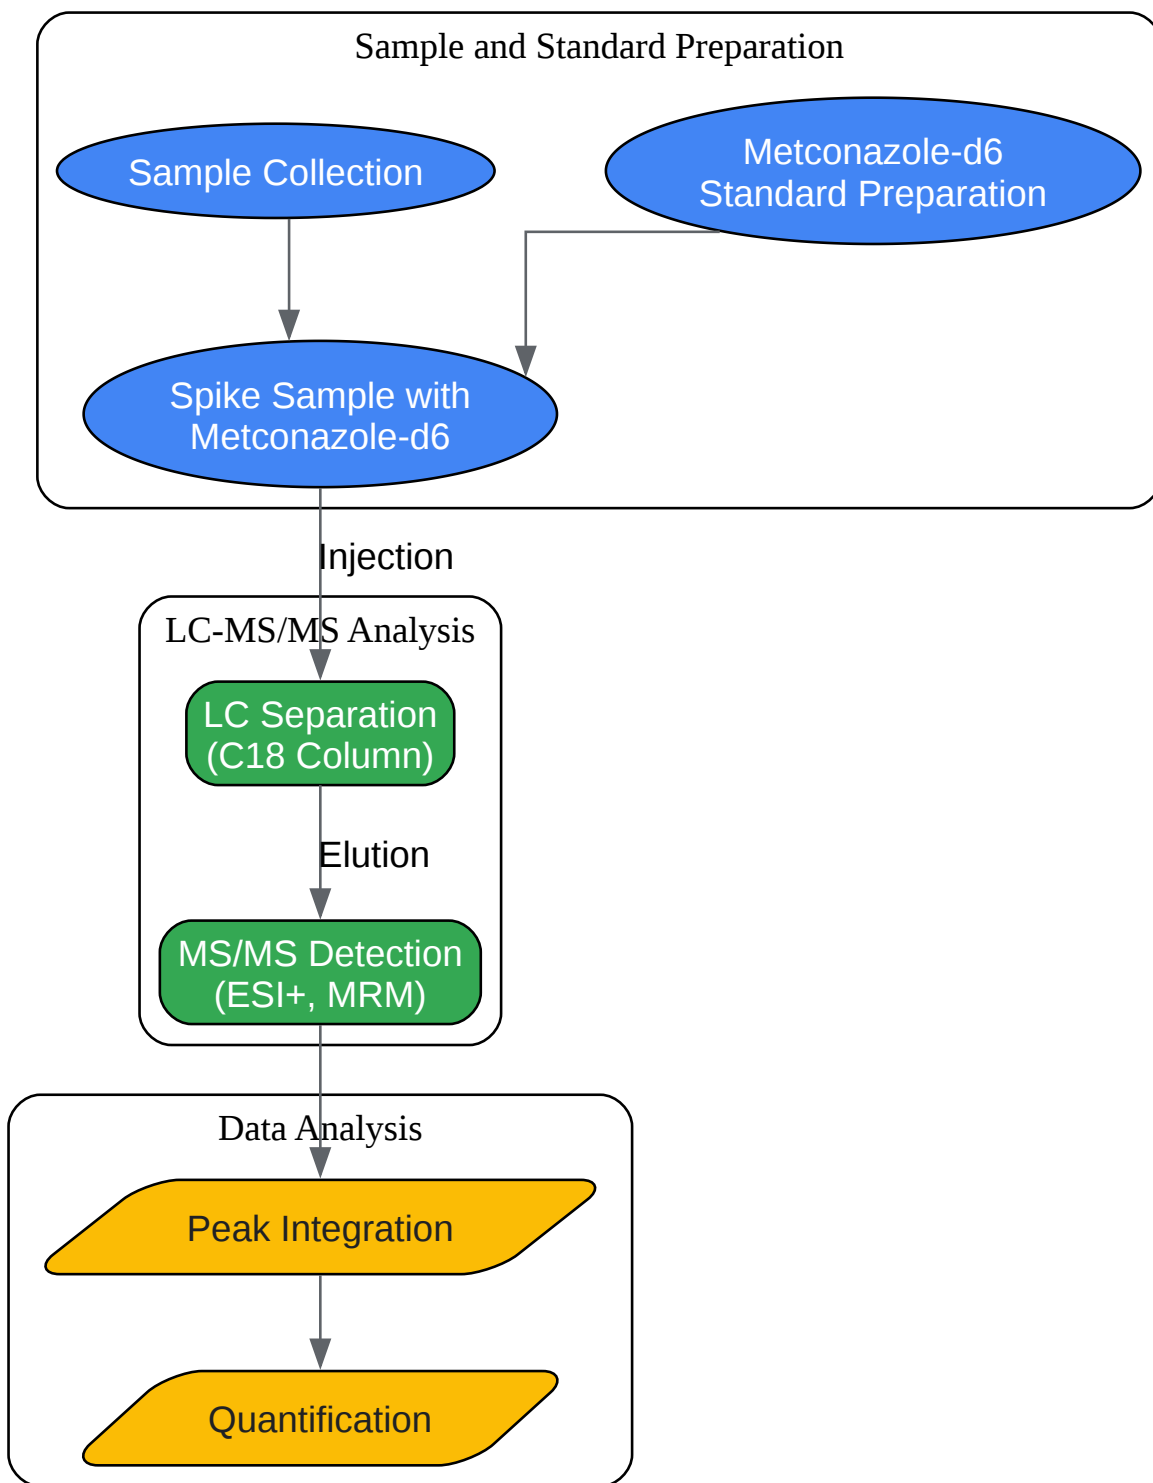 Sample and Standard Preparation
Sample Collection
Metconazole-d6
Standard Preparation
Spike Sample with
Metconazole-d6
Injection
LC-MS/MS Analysis
LC Separation
(C18 Column)
Elution
MS/MS Detection
(ESI+, MRM)
Data Analysis
Peak Integration
Quantification